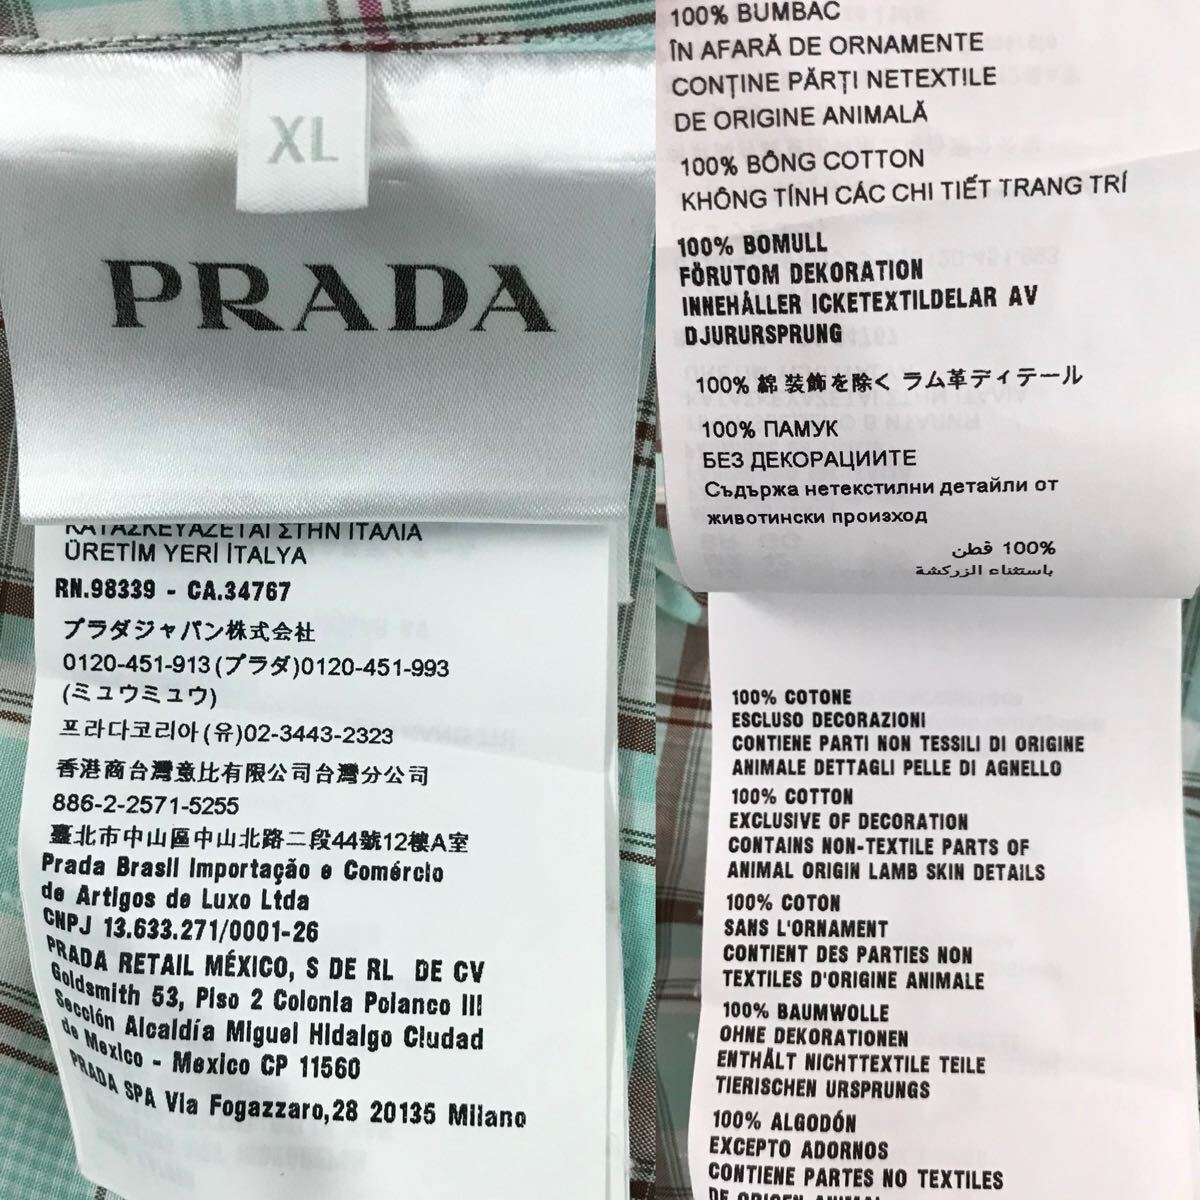 XL
PRADA
ΚΑΤΑΣΚΕΥΑΖΕΤΑΙ ΣΤΗΝ ΙΤΑΛΙΑ
ÜRETİM YERİ İTALYA
RN.98339 - CA.34767
プラダジャパン株式会社
0120-451-913(プラダ)0120-451-993
(ミュウミュウ)
프라다코리아(유)02-3443-2323
香港商台灣意比有限公司台灣分公司
886-2-2571-5255
臺北市中山區中山北路二段44號12樓A室
Prada Brasil Importação e Comércio
de Artigos de Luxo Ltda
CNPJ 13.633.271/0001-26
PRADA RETAIL MÉXICO, S DE RL DE CV
Goldsmith 53, Piso 2 Colonia Polanco III
Sección Alcaldía Miguel Hidalgo Ciudad
de Mexico - Mexico CP 11560
PRADA SPA Via Fogazzaro,28 20135 Milano
100% BUMBAC
ÎN AFARĂ DE ORNAMENTE
CONŢINE PĂRŢI NETEXTILE
DE ORIGINE ANIMALĂ
100% BÔNG COTTON
KHÔNG TÍNH CÁC CHI TIẾT TRANG TRÍ
100% BOMULL
FÖRUTOM DEKORATION
INNEHÅLLER ICKETEXTILDELAR AV
DJURURSPRUNG
100% 綿 装飾を除く ラム革ディテール
100% ПАМУК
БЕЗ ДЕКОРАЦИИТЕ
Съдържа нетекстилни детайли от
животински произход
100% قطن
باستثناء الزركشة
100% COTONE
ESCLUSO DECORAZIONI
CONTIENE PARTI NON TESSILI DI ORIGINE
ANIMALE DETTAGLI PELLE DI AGNELLO
100% COTTON
EXCLUSIVE OF DECORATION
CONTAINS NON-TEXTILE PARTS OF
ANIMAL ORIGIN LAMB SKIN DETAILS
100% COTON
SANS L'ORNAMENT
CONTIENT DES PARTIES NON
TEXTILES D'ORIGINE ANIMALE
100% BAUMWOLLE
OHNE DEKORATIONEN
ENTHÄLT NICHTTEXTILE TEILE
TIERISCHEN URSPRUNGS
100% ALGODÓN
EXCEPTO ADORNOS
CONTIENE PARTES NO TEXTILES
DE ORIGEN ANIMAL